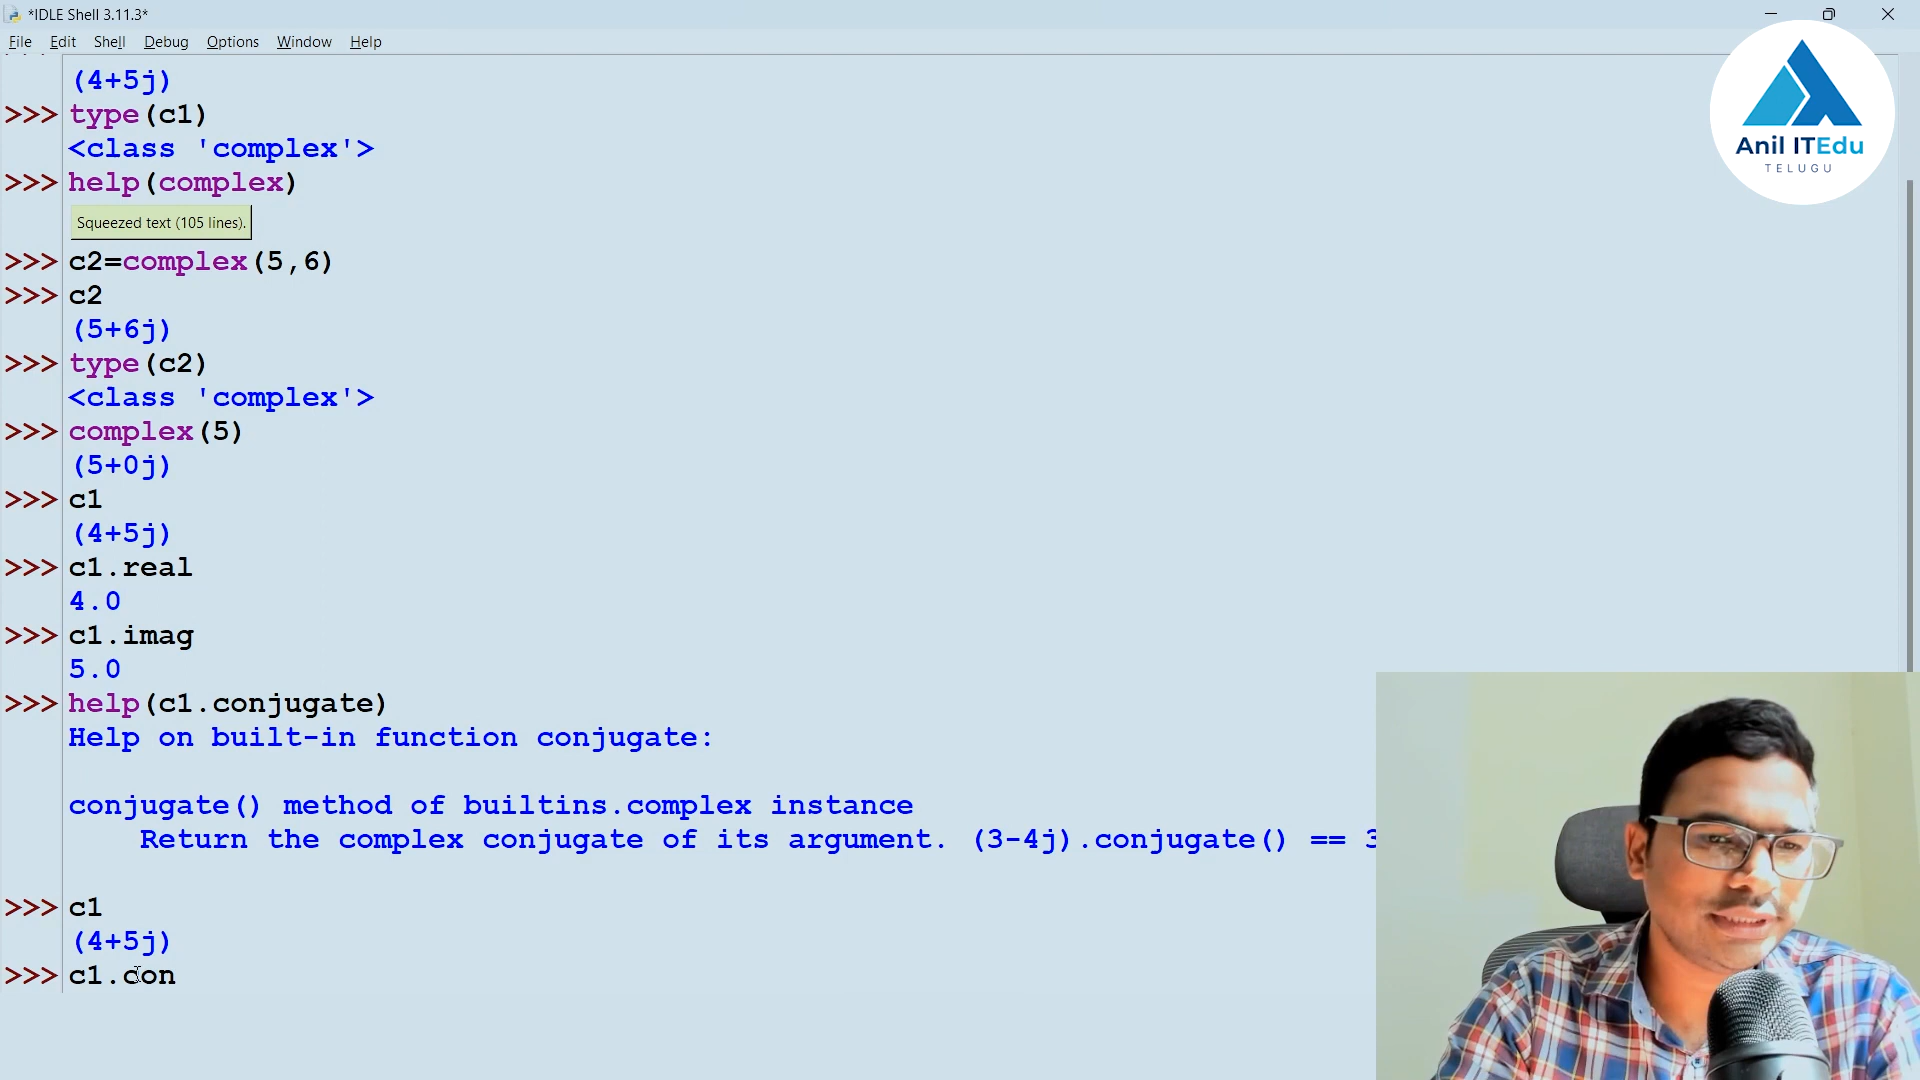 *IDLE Shell 3.11.3*
File Edit Shell Debug Options Window Help
(4+5j)
>>> type(c1)
<class 'complex'>
>>> help(complex)
Squeezed text (105 lines).
>>> c2=complex(5,6)
>>> c2
(5+6j)
>>> type(c2)
<class 'complex'>
>>> complex(5)
(5+0j)
>>> c1
(4+5j)
>>> c1.real
4.0
>>> c1.imag
5.0
>>> help(c1.conjugate)
Help on built-in function conjugate:
conjugate() method of builtins.complex instance
Return the complex conjugate of its argument. (3-4j).conjugate() == 3
>>> c1
(4+5j)
>>> c1.con
Anil ITEdu
TELUGU